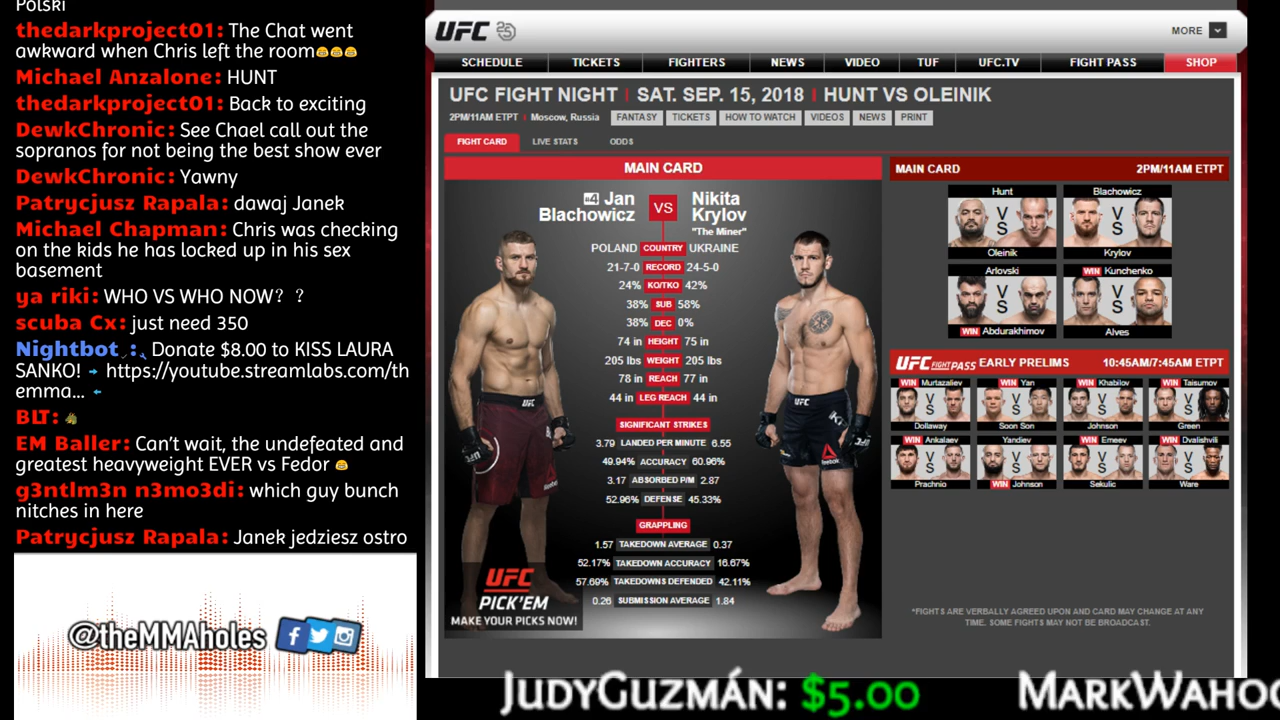 Polski
thedarkproject01: The Chat went
awkward when Chris left the room
Michael Anzalone: HUNT
thedarkproject01: Back to exciting
DewkChronic: See Chael call out the
sopranos for not being the best show ever
DewkChronic: Yawny
Patrycjusz Rapala: dawaj Janek
Michael Chapman: Chris was checking
on the kids he has locked up in his sex
basement
ya riki: WHO VS WHO NOW? ?
scuba Cx: just need 350
Nightbot: Donate $8.00 to KISS LAURA
SANKO! https://youtube.streamlabs.com/th
emma...
BLT:
EM Baller: Can't wait, the undefeated and
greatest heavyweight EVER vs Fedor
g3ntlm3n n3mo3di: which guy bunch
nitches in here
Patrycjusz Rapala: Janek jedziesz ostro
@theMMAholes
UFC 25
MORE
SCHEDULE TICKETS FIGHTERS NEWS VIDEO TUF UFC.TV FIGHT PASS SHOP
UFC FIGHT NIGHT | SAT. SEP. 15, 2018 | HUNT VS OLEINIK
2PM/11AM ETPT | Moscow, Russia FANTASY TICKETS HOW TO WATCH VIDEOS NEWS PRINT
FIGHT CARD LIVE STATS ODDS
MAIN CARD
#4 Jan Blachowicz
VS
Nikita Krylov
"The Miner"
POLAND COUNTRY UKRAINE
21-7-0 RECORD 24-5-0
24% KO/TKO 42%
38% SUB 58%
38% DEC 0%
74 in HEIGHT 75 in
205 lbs WEIGHT 205 lbs
78 in REACH 77 in
44 in LEG REACH 44 in
SIGNIFICANT STRIKES
3.79 LANDED PER MINUTE 6.55
49.94% ACCURACY 60.96%
3.17 ABSORBED P/M 2.87
52.96% DEFENSE 45.33%
GRAPPLING
1.57 TAKEDOWN AVERAGE 0.37
52.17% TAKEDOWN ACCURACY 16.67%
57.69% TAKEDOWNS DEFENDED 42.11%
0.26 SUBMISSION AVERAGE 1.84
UFC
PICK'EM
MAKE YOUR PICKS NOW!
UFC
UFC
Reebok
MAIN CARD 2PM/11AM ETPT
Hunt Blachowicz
VS VS
Oleinik Krylov
Arlovski WIN Kunchenko
VS VS
WIN Abdurakhimov Alves
UFC FIGHT PASS EARLY PRELIMS 10:45AM/7:45AM ETPT
WIN Murtazaliev WIN Yan WIN Khabilov WIN Taisumov
VS VS VS VS
Dollaway Soon Son Johnson Green
WIN Ankalaev Yandiev WIN Emeev WIN Dvalishvili
VS VS VS VS
Prachnio WIN Johnson Sekulic Ware
*FIGHTS ARE VERBALLY AGREED UPON AND CARD MAY CHANGE AT ANY
TIME. SOME FIGHTS MAY NOT BE BROADCAST.
JUDYGUZMÁN: $5.00 MARKWAHO